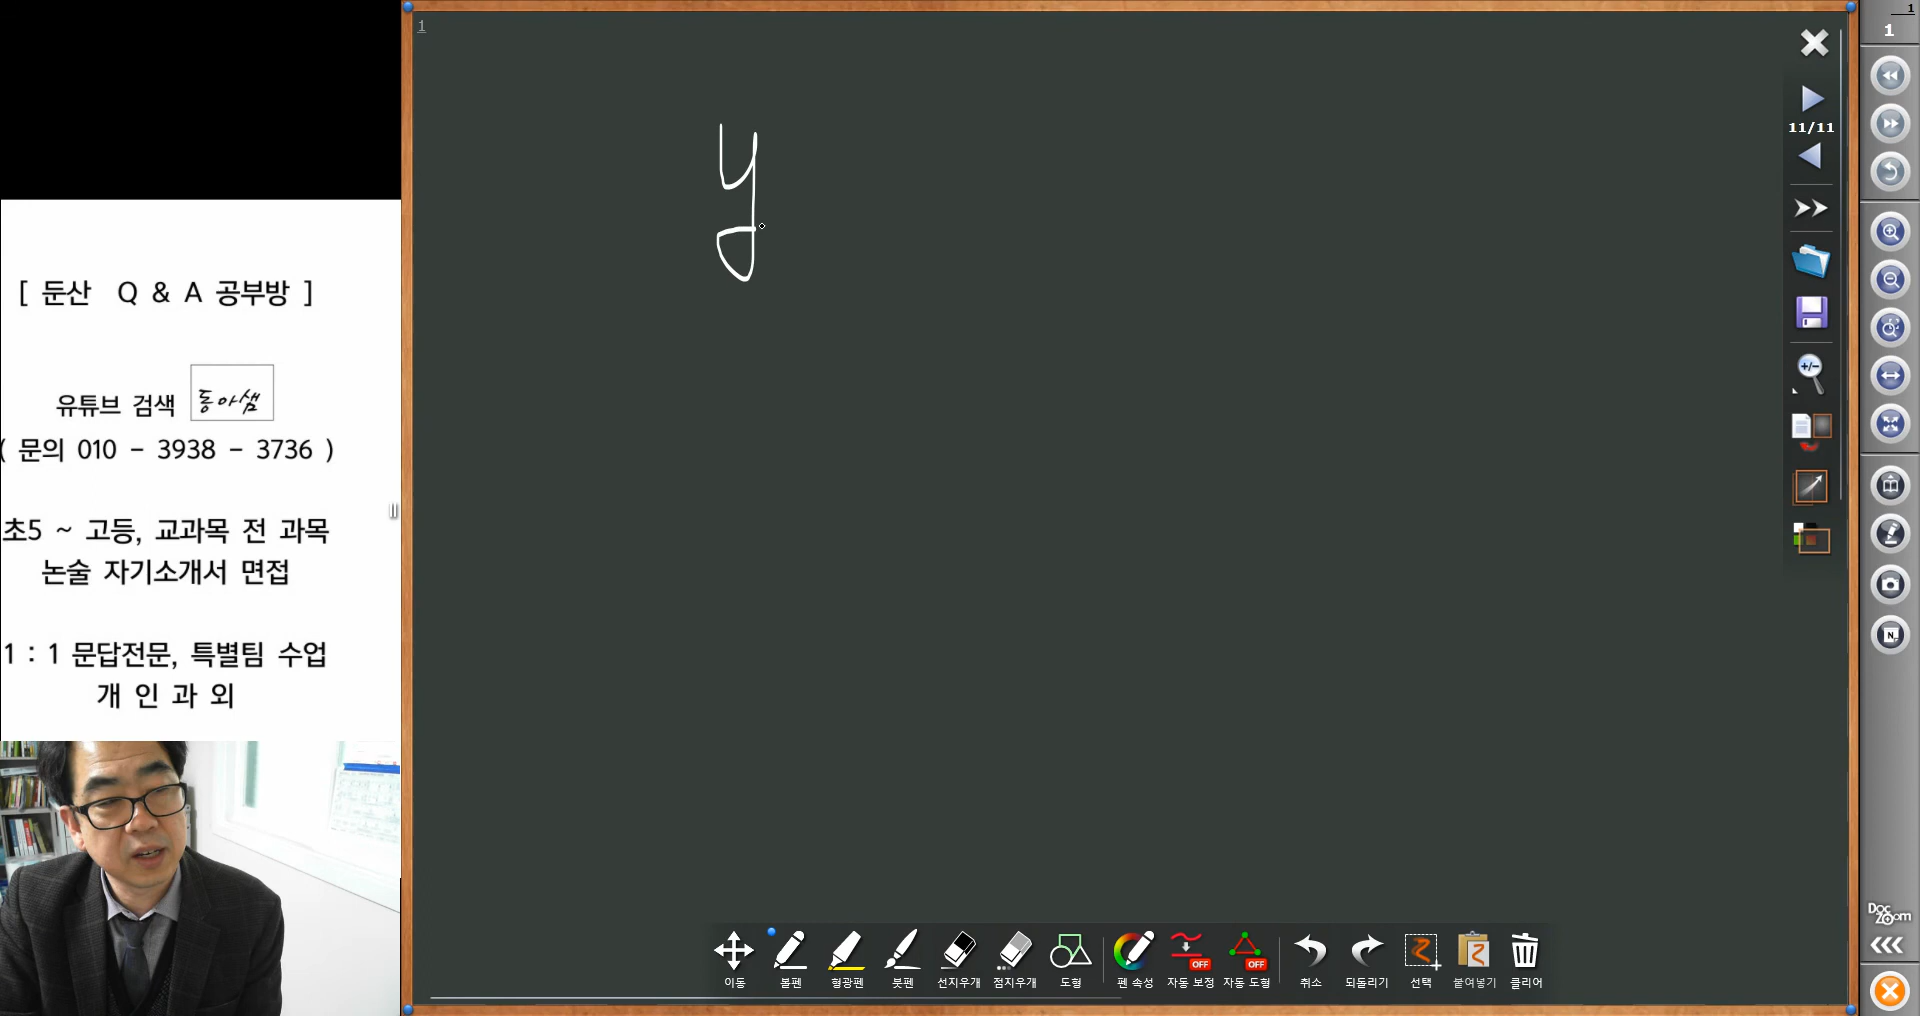 [ 둔산 Q & A 공부방 ]
유튜브 검색 동아샘
( 문의 010 - 3938 - 3736 )
초5 ~ 고등, 교과목 전 과목
논술 자기소개서 면접
1 : 1 문답전문, 특별팀 수업
개 인 과 외
1
y
11/11
1
1
N
Doc Zoom
이동
볼펜
형광펜
붓펜
선지우개
점지우개
도형
펜 속성
OFF
자동 보정
OFF
자동 도형
취소
되돌리기
선택
붙여넣기
클리어